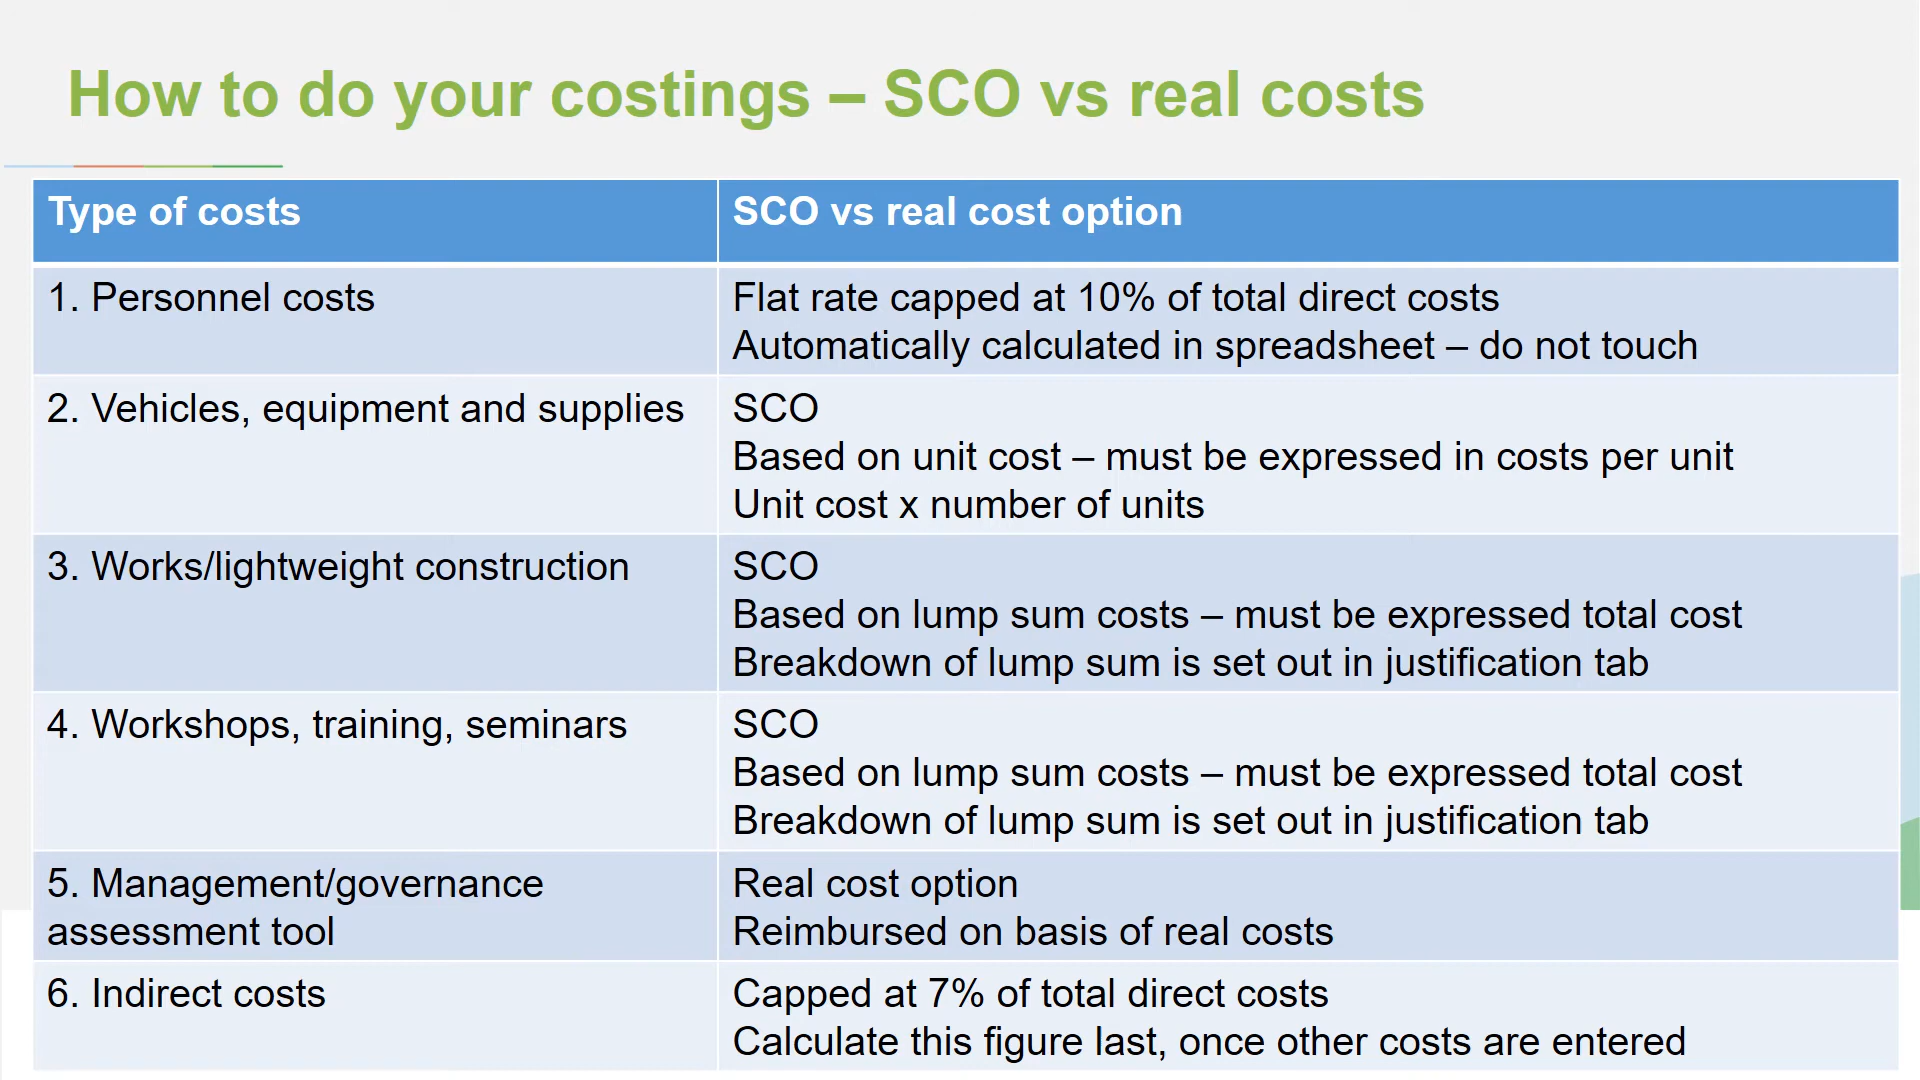 How to do your costings – SCO vs real costs
Type of costs
SCO vs real cost option
1. Personnel costs
Flat rate capped at 10% of total direct costs
Automatically calculated in spreadsheet – do not touch
2. Vehicles, equipment and supplies
SCO
Based on unit cost – must be expressed in costs per unit
Unit cost x number of units
3. Works/lightweight construction
SCO
Based on lump sum costs – must be expressed total cost
Breakdown of lump sum is set out in justification tab
4. Workshops, training, seminars
SCO
Based on lump sum costs – must be expressed total cost
Breakdown of lump sum is set out in justification tab
5. Management/governance
assessment tool
Real cost option
Reimbursed on basis of real costs
6. Indirect costs
Capped at 7% of total direct costs
Calculate this figure last, once other costs are entered